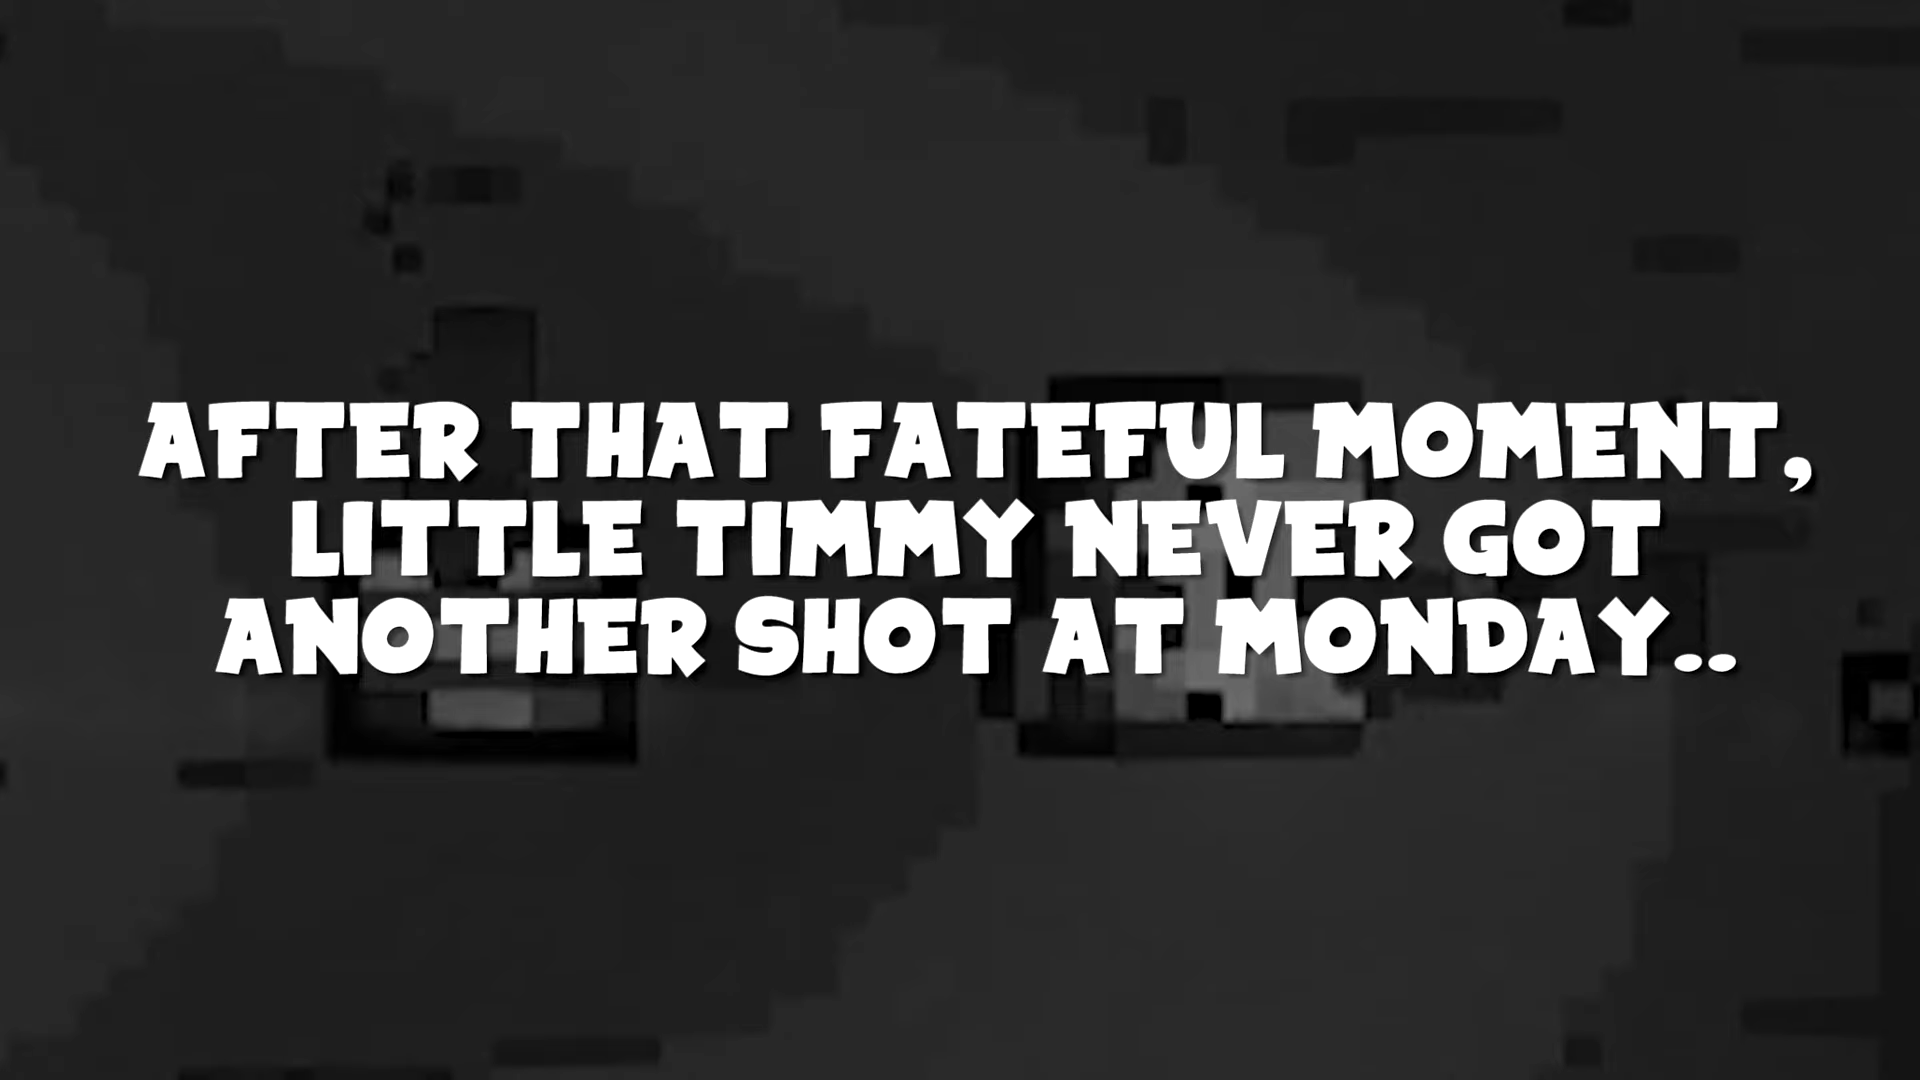 AFTER THAT FATEFUL MOMENT,
LITTLE TIMMY NEVER GOT
ANOTHER SHOT AT MONDAY..